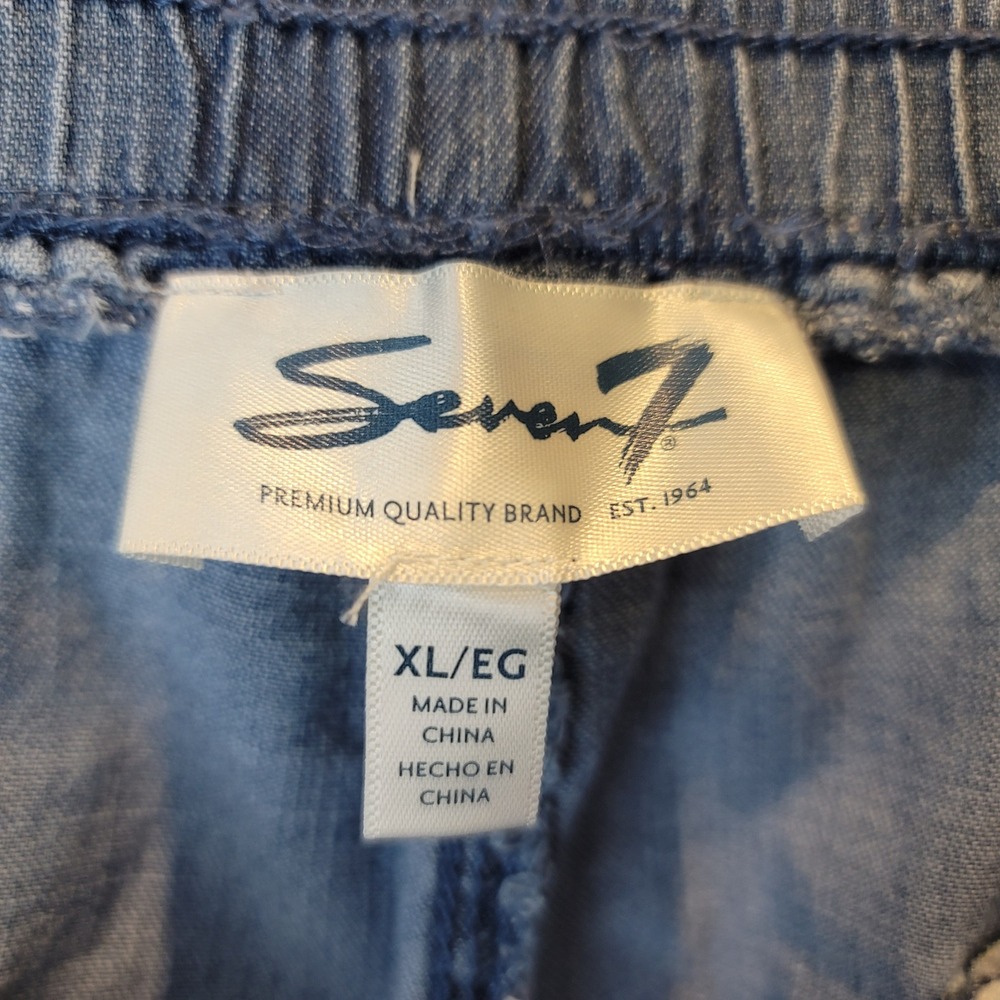 Seven7®
PREMIUM QUALITY BRAND EST. 1964
XL/EG
MADE IN
CHINA
HECHO EN
CHINA